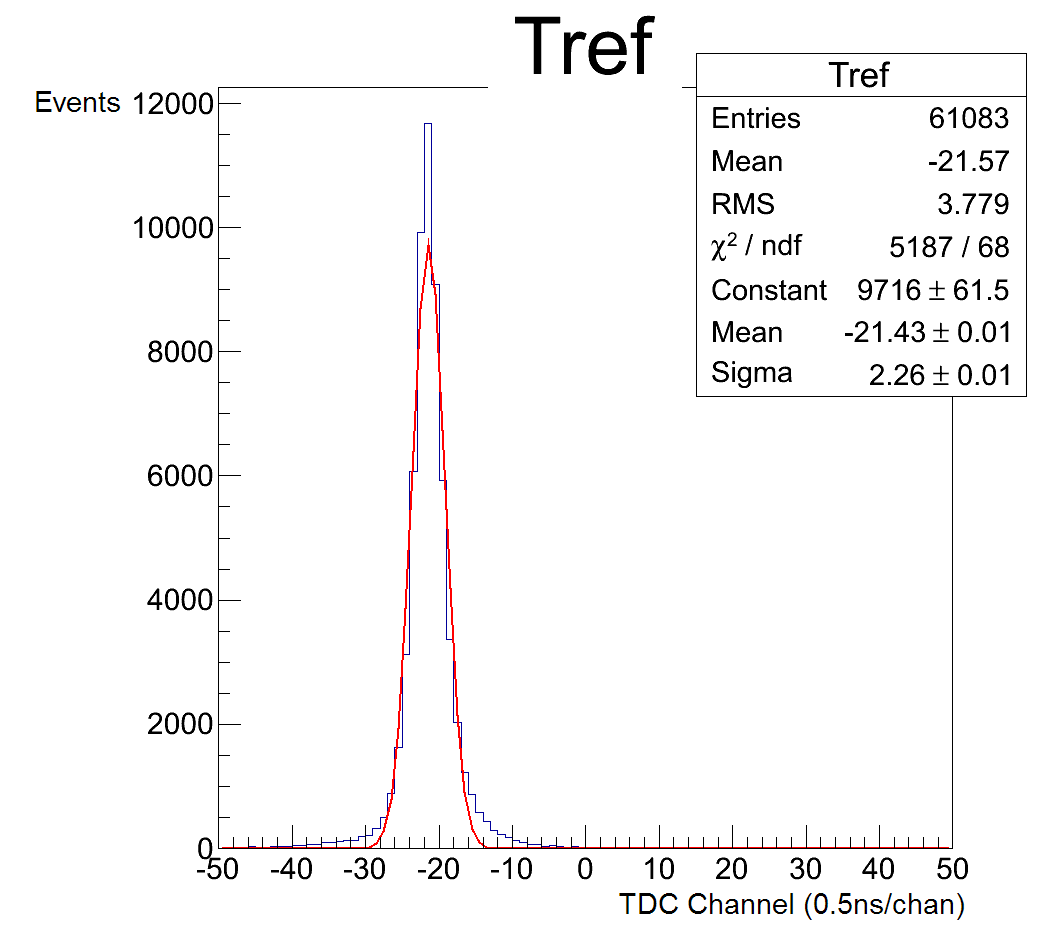 Tref
Tref
Entries 61083
Mean -21.57
RMS 3.779
χ² / ndf 5187 / 68
Constant 9716 ± 61.5
Mean -21.43 ± 0.01
Sigma 2.26 ± 0.01
Events 12000
10000
8000
6000
4000
2000
0
-50 -40 -30 -20 -10 0 10 20 30 40 50
TDC Channel (0.5ns/chan)